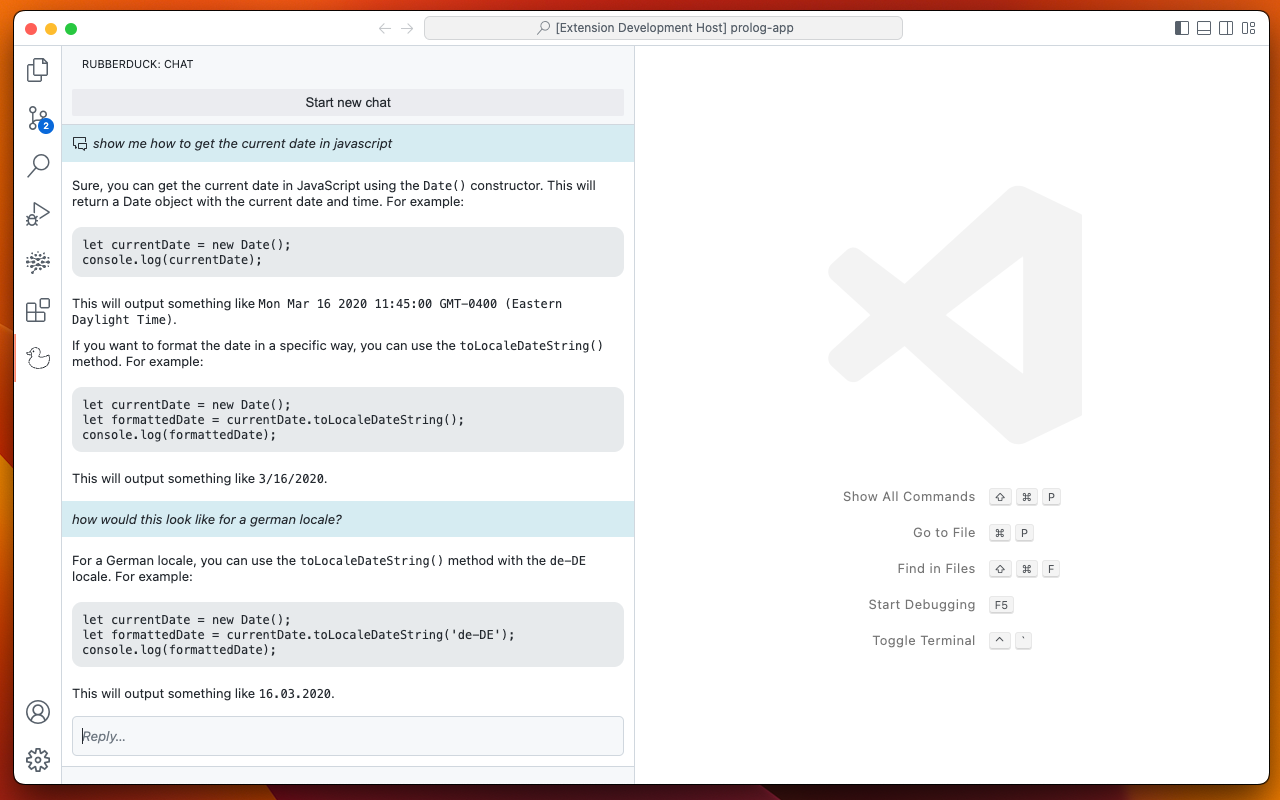 [Extension Development Host] prolog-app
2
RUBBERDUCK: CHAT
Start new chat
show me how to get the current date in javascript
Sure, you can get the current date in JavaScript using the Date() constructor. This will
return a Date object with the current date and time. For example:
let currentDate = new Date();
console.log(currentDate);
This will output something like Mon Mar 16 2020 11:45:00 GMT-0400 (Eastern
Daylight Time).
If you want to format the date in a specific way, you can use the toLocaleDateString()
method. For example:
let currentDate = new Date();
let formattedDate = currentDate.toLocaleDateString();
console.log(formattedDate);
This will output something like 3/16/2020.
how would this look like for a german locale?
For a German locale, you can use the toLocaleDateString() method with the de-DE
locale. For example:
let currentDate = new Date();
let formattedDate = currentDate.toLocaleDateString('de-DE');
console.log(formattedDate);
This will output something like 16.03.2020.
Reply...
Show All Commands ⇧ ⌘ P
Go to File ⌘ P
Find in Files ⇧ ⌘ F
Start Debugging F5
Toggle Terminal ^ `